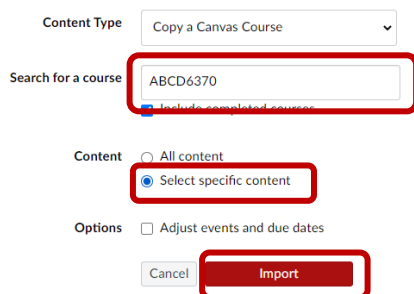 Content Type Copy a Canvas Course
Search for a course ABCD6370
Include completed courses
Content All content
Select specific content
Options Adjust events and due dates
Cancel Import